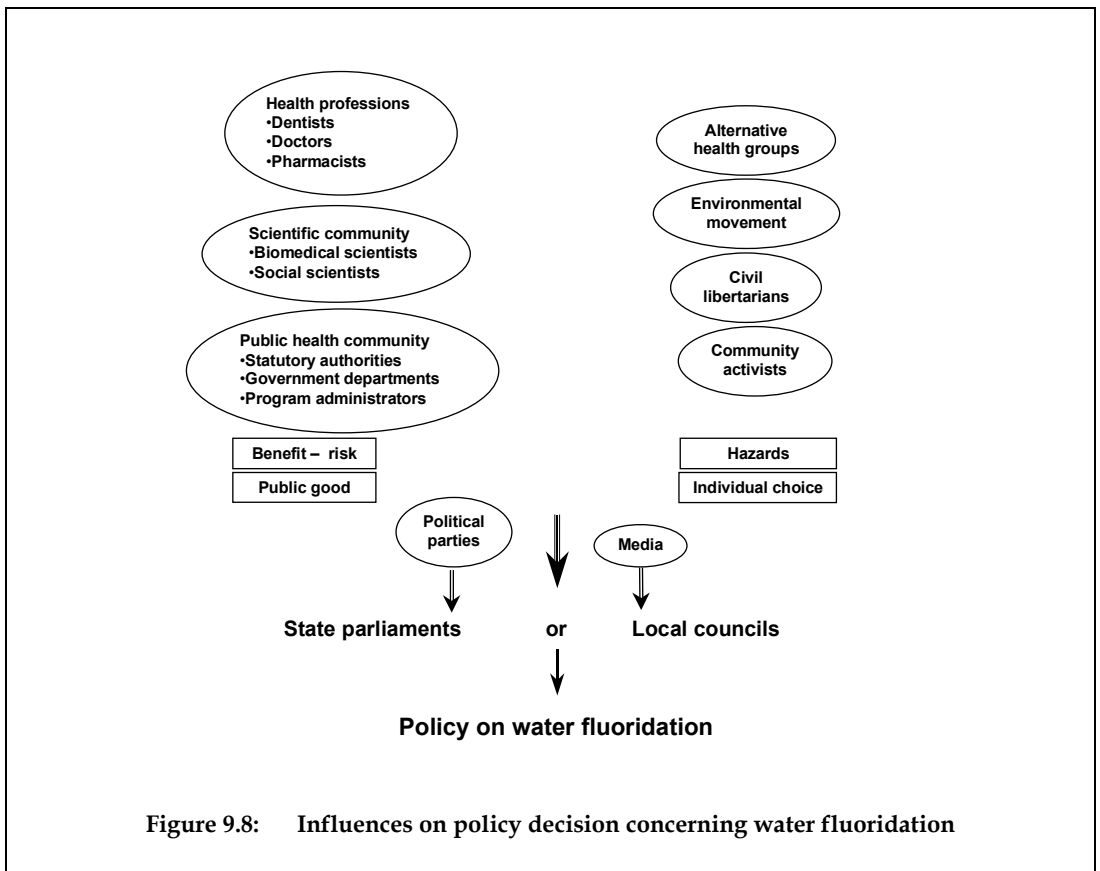 Health professions
•Dentists
•Doctors
•Pharmacists
Scientific community
•Biomedical scientists
•Social scientists
Public health community
•Statutory authorities
•Government departments
•Program administrators
Benefit – risk
Public good
Alternative
health groups
Environmental
movement
Civil
libertarians
Community
activists
Hazards
Individual choice
Political
parties
Media
State parliaments or Local councils
Policy on water fluoridation
Figure 9.8: Influences on policy decision concerning water fluoridation